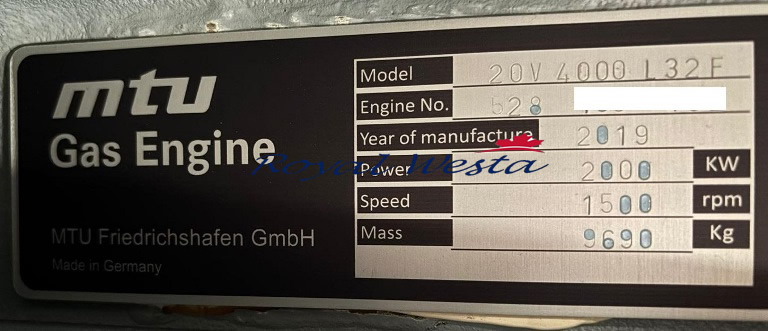 mtu
Gas Engine
MTU Friedrichshafen GmbH
Made in Germany
Model 20V 4000 L32F
Engine No. 528
Year of manufacture 2019
Power 2000 KW
Speed 1500 rpm
Mass 9690 Kg
Royal Westa